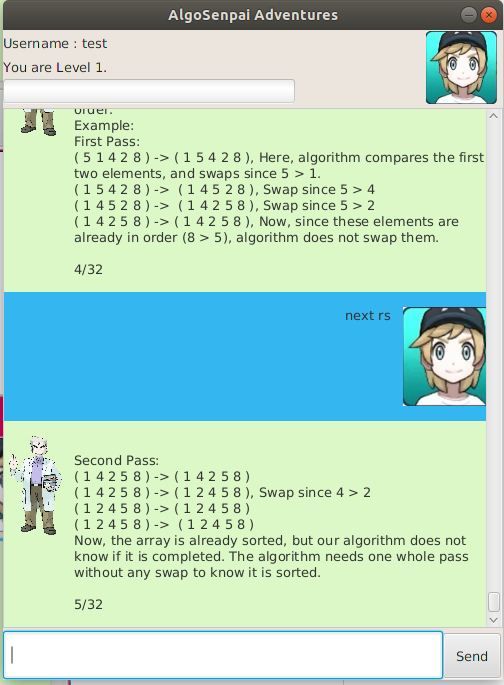 AlgoSenpai Adventures
Username : test
You are Level 1.
order.
Example:
First Pass:
( 5 1 4 2 8 ) -> ( 1 5 4 2 8 ), Here, algorithm compares the first
two elements, and swaps since 5 > 1.
( 1 5 4 2 8 ) ->  ( 1 4 5 2 8 ), Swap since 5 > 4
( 1 4 5 2 8 ) ->  ( 1 4 2 5 8 ), Swap since 5 > 2
( 1 4 2 5 8 ) -> ( 1 4 2 5 8 ), Now, since these elements are
already in order (8 > 5), algorithm does not swap them.
4/32
next rs
Second Pass:
( 1 4 2 5 8 ) -> ( 1 4 2 5 8 )
( 1 4 2 5 8 ) -> ( 1 2 4 5 8 ), Swap since 4 > 2
( 1 2 4 5 8 ) -> ( 1 2 4 5 8 )
( 1 2 4 5 8 ) ->  ( 1 2 4 5 8 )
Now, the array is already sorted, but our algorithm does not
know if it is completed. The algorithm needs one whole pass
without any swap to know it is sorted.
5/32
Send